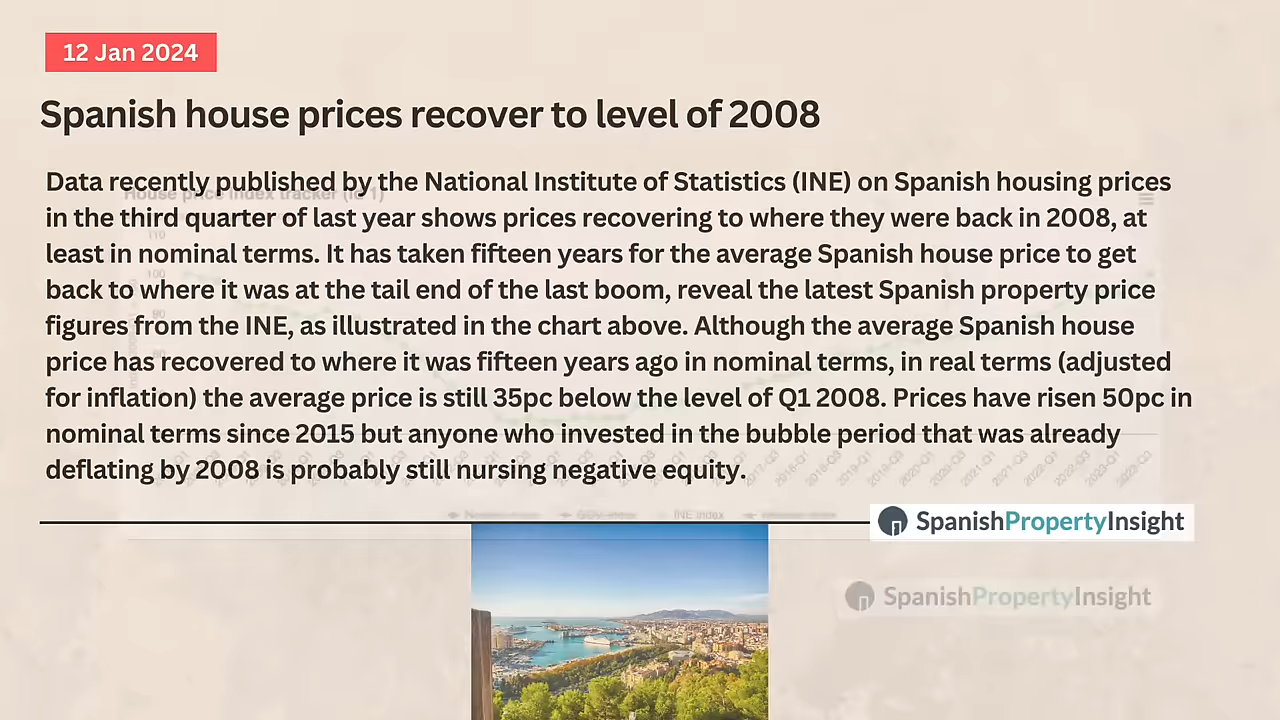 12 Jan 2024
Spanish house prices recover to level of 2008
Data recently published by the National Institute of Statistics (INE) on Spanish housing prices
in the third quarter of last year shows prices recovering to where they were back in 2008, at
least in nominal terms. It has taken fifteen years for the average Spanish house price to get
back to where it was at the tail end of the last boom, reveal the latest Spanish property price
figures from the INE, as illustrated in the chart above. Although the average Spanish house
price has recovered to where it was fifteen years ago in nominal terms, in real terms (adjusted
for inflation) the average price is still 35pc below the level of Q1 2008. Prices have risen 50pc in
nominal terms since 2015 but anyone who invested in the bubble period that was already
deflating by 2008 is probably still nursing negative equity.
House price index tracker
110
100
INE index
SpanishPropertyInsight
SpanishPropertyInsight